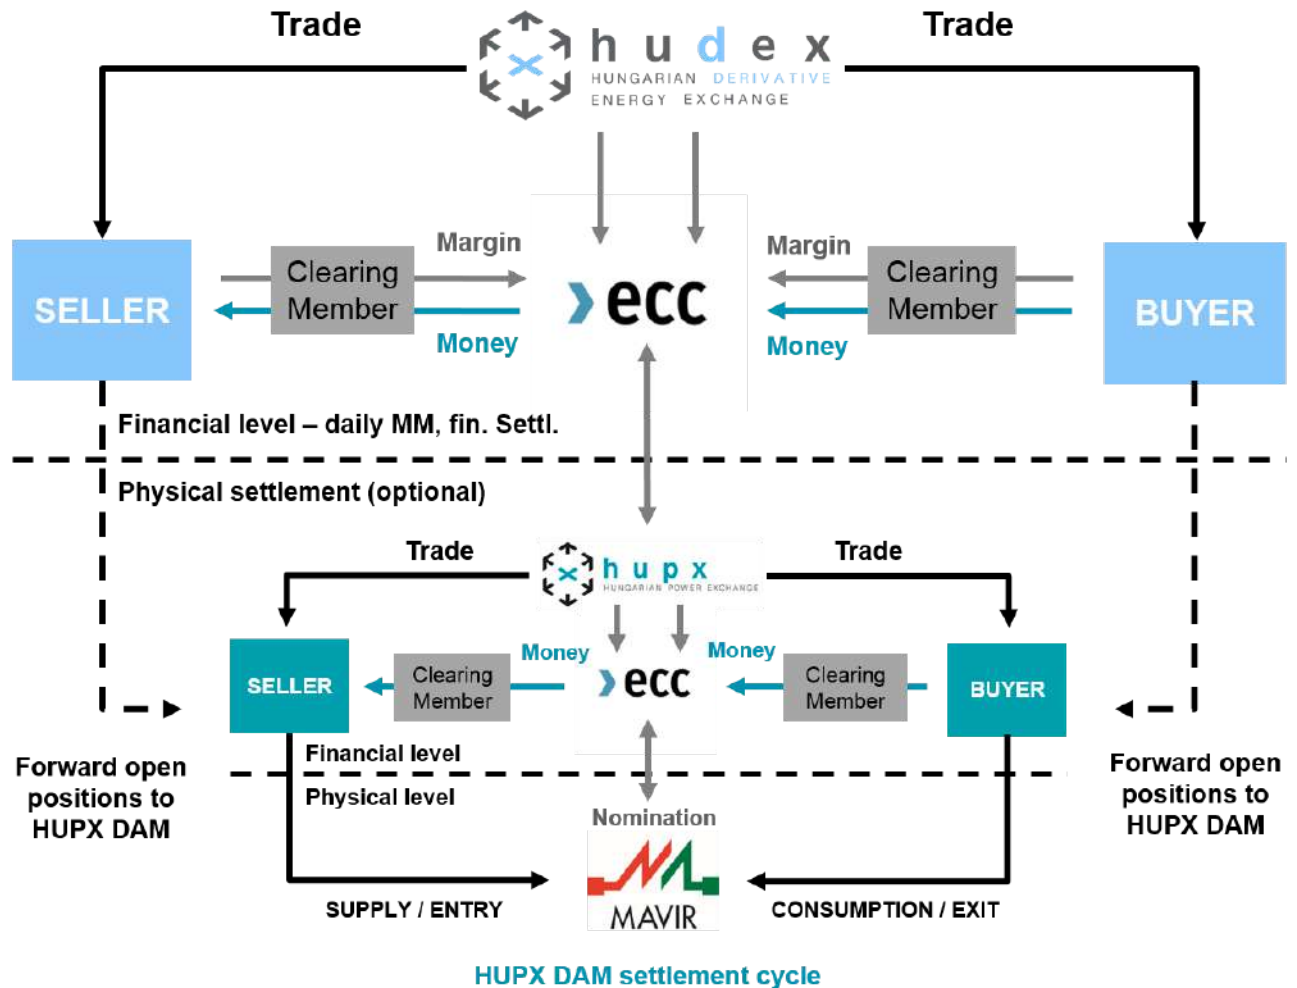 Trade
Trade
hudex
HUNGARIAN DERIVATIVE
ENERGY EXCHANGE
SELLER
Clearing
Member
Margin
Money
ecc
Margin
Money
Clearing
Member
BUYER
Financial level – daily MM, fin. Settl.
Physical settlement (optional)
Trade
hupx
HUNGARIAN POWER EXCHANGE
Trade
SELLER
Clearing
Member
Money
ecc
Money
Clearing
Member
BUYER
Financial level
Physical level
Forward open
positions to
HUPX DAM
Forward open
positions to
HUPX DAM
Nomination
MAVIR
SUPPLY / ENTRY
CONSUMPTION / EXIT
HUPX DAM settlement cycle